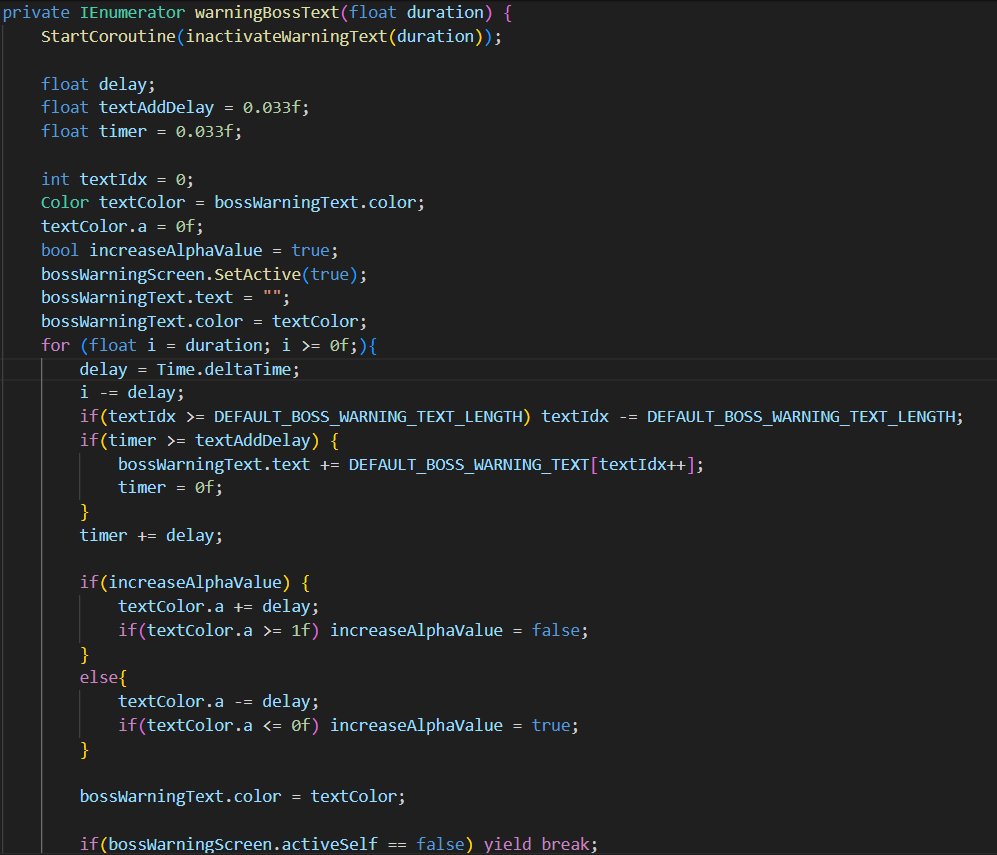 private IEnumerator warningBossText(float duration) {
    StartCoroutine(inactivateWarningText(duration));

    float delay;
    float textAddDelay = 0.033f;
    float timer = 0.033f;

    int textIdx = 0;
    Color textColor = bossWarningText.color;
    textColor.a = 0f;
    bool increaseAlphaValue = true;
    bossWarningScreen.SetActive(true);
    bossWarningText.text = "";
    bossWarningText.color = textColor;
    for (float i = duration; i >= 0f;){
        delay = Time.deltaTime;
        i -= delay;
        if(textIdx >= DEFAULT_BOSS_WARNING_TEXT_LENGTH) textIdx -= DEFAULT_BOSS_WARNING_TEXT_LENGTH;
        if(timer >= textAddDelay) {
            bossWarningText.text += DEFAULT_BOSS_WARNING_TEXT[textIdx++];
            timer = 0f;
        }
        timer += delay;

        if(increaseAlphaValue) {
            textColor.a += delay;
            if(textColor.a >= 1f) increaseAlphaValue = false;
        }
        else{
            textColor.a -= delay;
            if(textColor.a <= 0f) increaseAlphaValue = true;
        }

        bossWarningText.color = textColor;

        if(bossWarningScreen.activeSelf == false) yield break;